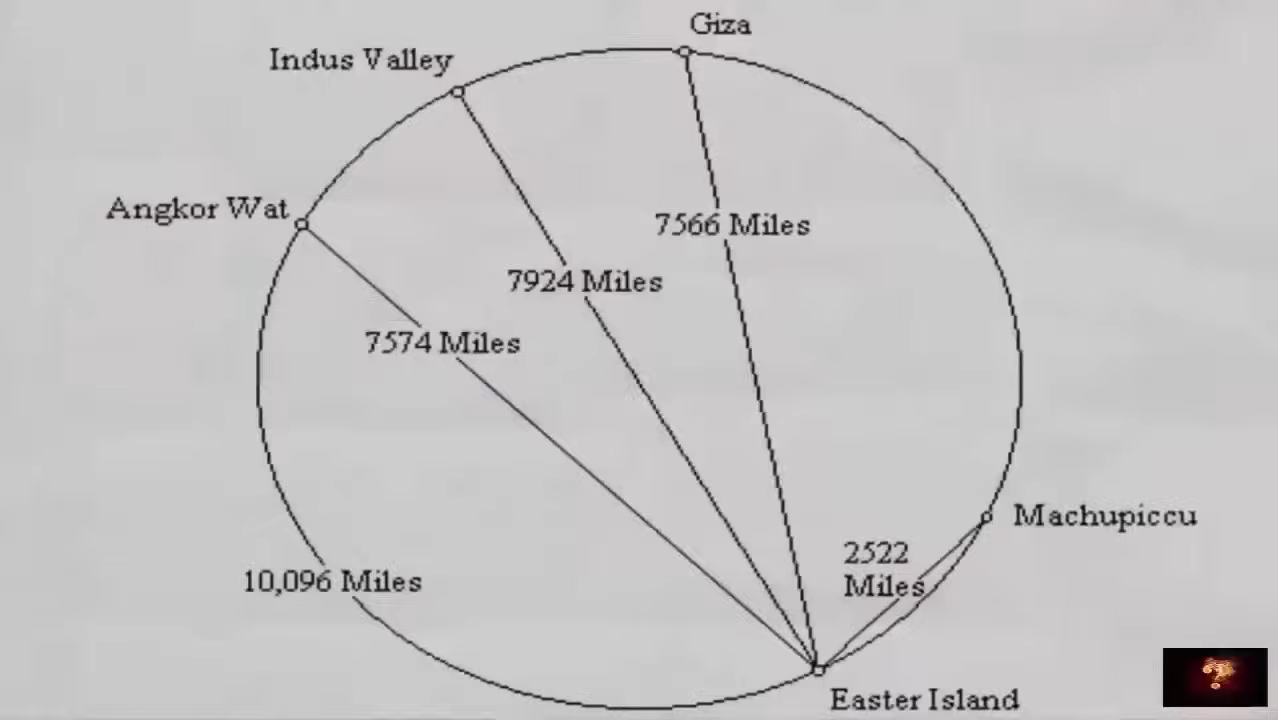 Giza
Indus Valley
Angkor Wat
7566 Miles
7924 Miles
7574 Miles
Machupiccu
2522
Miles
10,096 Miles
Easter Island
?